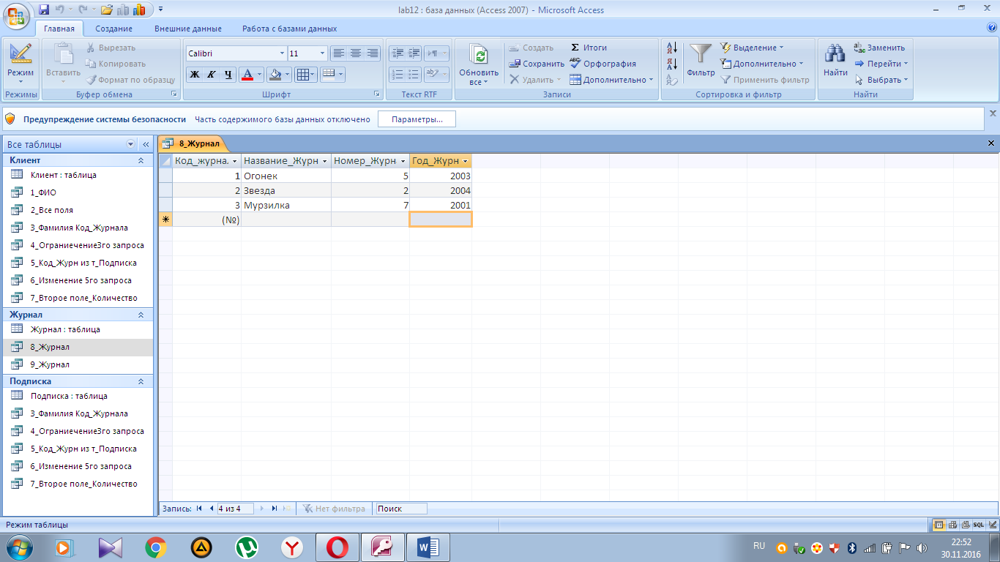 lab12 : база данных (Access 2007) - Microsoft Access
Главная Создание Внешние данные Работа с базами данных
Режим
Режимы
Вставить
Вырезать
Копировать
Формат по образцу
Буфер обмена
Calibri 11
Ж К Ч А
Шрифт
Текст RTF
Обновить все
Создать
Сохранить
Удалить
Итоги
Орфография
Дополнительно
Записи
Фильтр
Выделение
Дополнительно
Применить фильтр
Сортировка и фильтр
Найти
Заменить
Перейти
Выбрать
Найти
Предупреждение системы безопасности Часть содержимого базы данных отключено Параметры...
Все таблицы
Клиент
Клиент : таблица
1_ФИО
2_Все поля
3_Фамилия Код_Журнала
4_Ограниечение3го запроса
5_Код_Журн из т_Подписка
6_Изменение 5го запроса
7_Второе поле_Количество
Журнал
Журнал : таблица
8_Журнал
9_Журнал
Подписка
Подписка : таблица
3_Фамилия Код_Журнала
4_Ограниечение3го запроса
5_Код_Журн из т_Подписка
6_Изменение 5го запроса
7_Второе поле_Количество
8_Журнал
Код_журна. Название_Журн Номер_Журн Год_Журн
1 Огонек 5 2003
2 Звезда 2 2004
3 Мурзилка 7 2001
(№)
Запись: 4 из 4 Нет фильтра Поиск
Режим таблицы
SQL
RU
22:52
30.11.2016